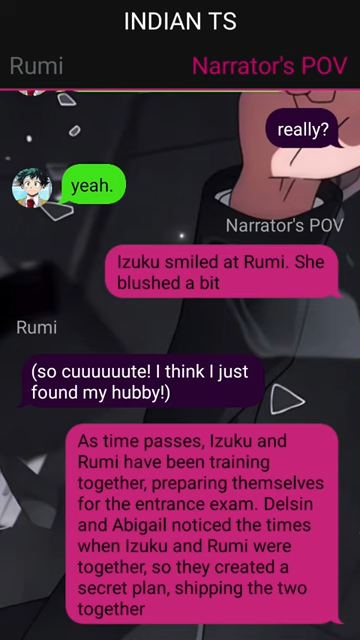 INDIAN TS
Rumi
Narrator's POV
really?
yeah.
Narrator's POV
Izuku smiled at Rumi. She
blushed a bit
Rumi
(so cuuuuuute! I think I just
found my hubby!)
As time passes, Izuku and
Rumi have been training
together, preparing themselves
for the entrance exam. Delsin
and Abigail noticed the times
when Izuku and Rumi were
together, so they created a
secret plan, shipping the two
together